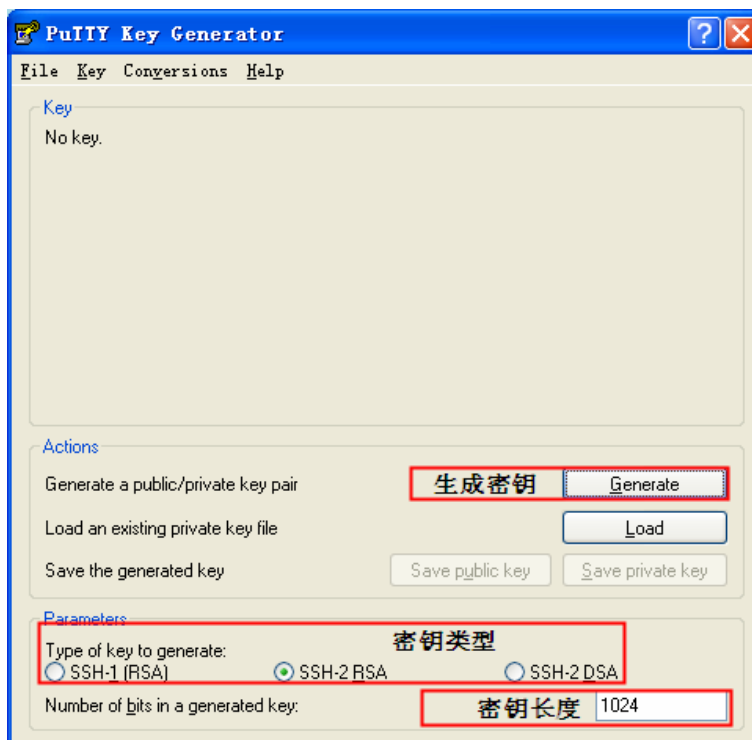 PuTTY Key Generator
File Key Conversions Help
Key
No key.
Actions
Generate a public/private key pair 生成密钥 Generate
Load an existing private key file Load
Save the generated key Save public key Save private key
Parameters
Type of key to generate: 密钥类型
SSH-1 (RSA) SSH-2 RSA SSH-2 DSA
Number of bits in a generated key: 密钥长度 1024